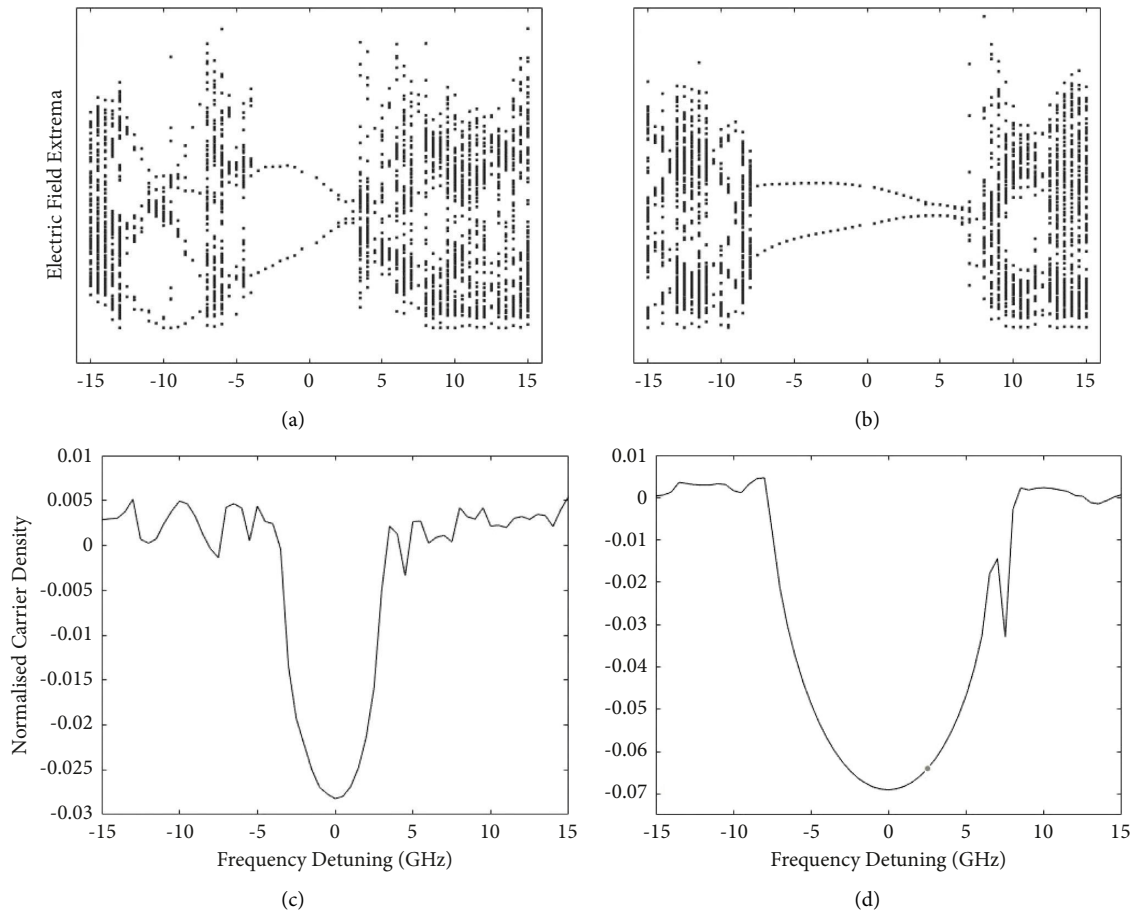 Electric Field Extrema
-15 -10 -5 0 5 10 15
(a)
-15 -10 -5 0 5 10 15
(b)
Normalised Carrier Density
0.01
0.005
0
-0.005
-0.01
-0.015
-0.02
-0.025
-0.03
-15 -10 -5 0 5 10 15
Frequency Detuning (GHz)
(c)
0.01
0
-0.01
-0.02
-0.03
-0.04
-0.05
-0.06
-0.07
-15 -10 -5 0 5 10 15
Frequency Detuning (GHz)
(d)